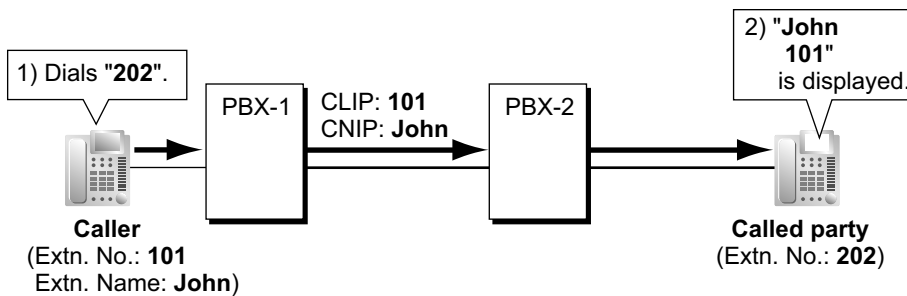 1) Dials "202".
PBX-1
CLIP: 101
CNIP: John
PBX-2
2) "John
101"
is displayed.
Caller
(Extn. No.: 101
Extn. Name: John)
Called party
(Extn. No.: 202)